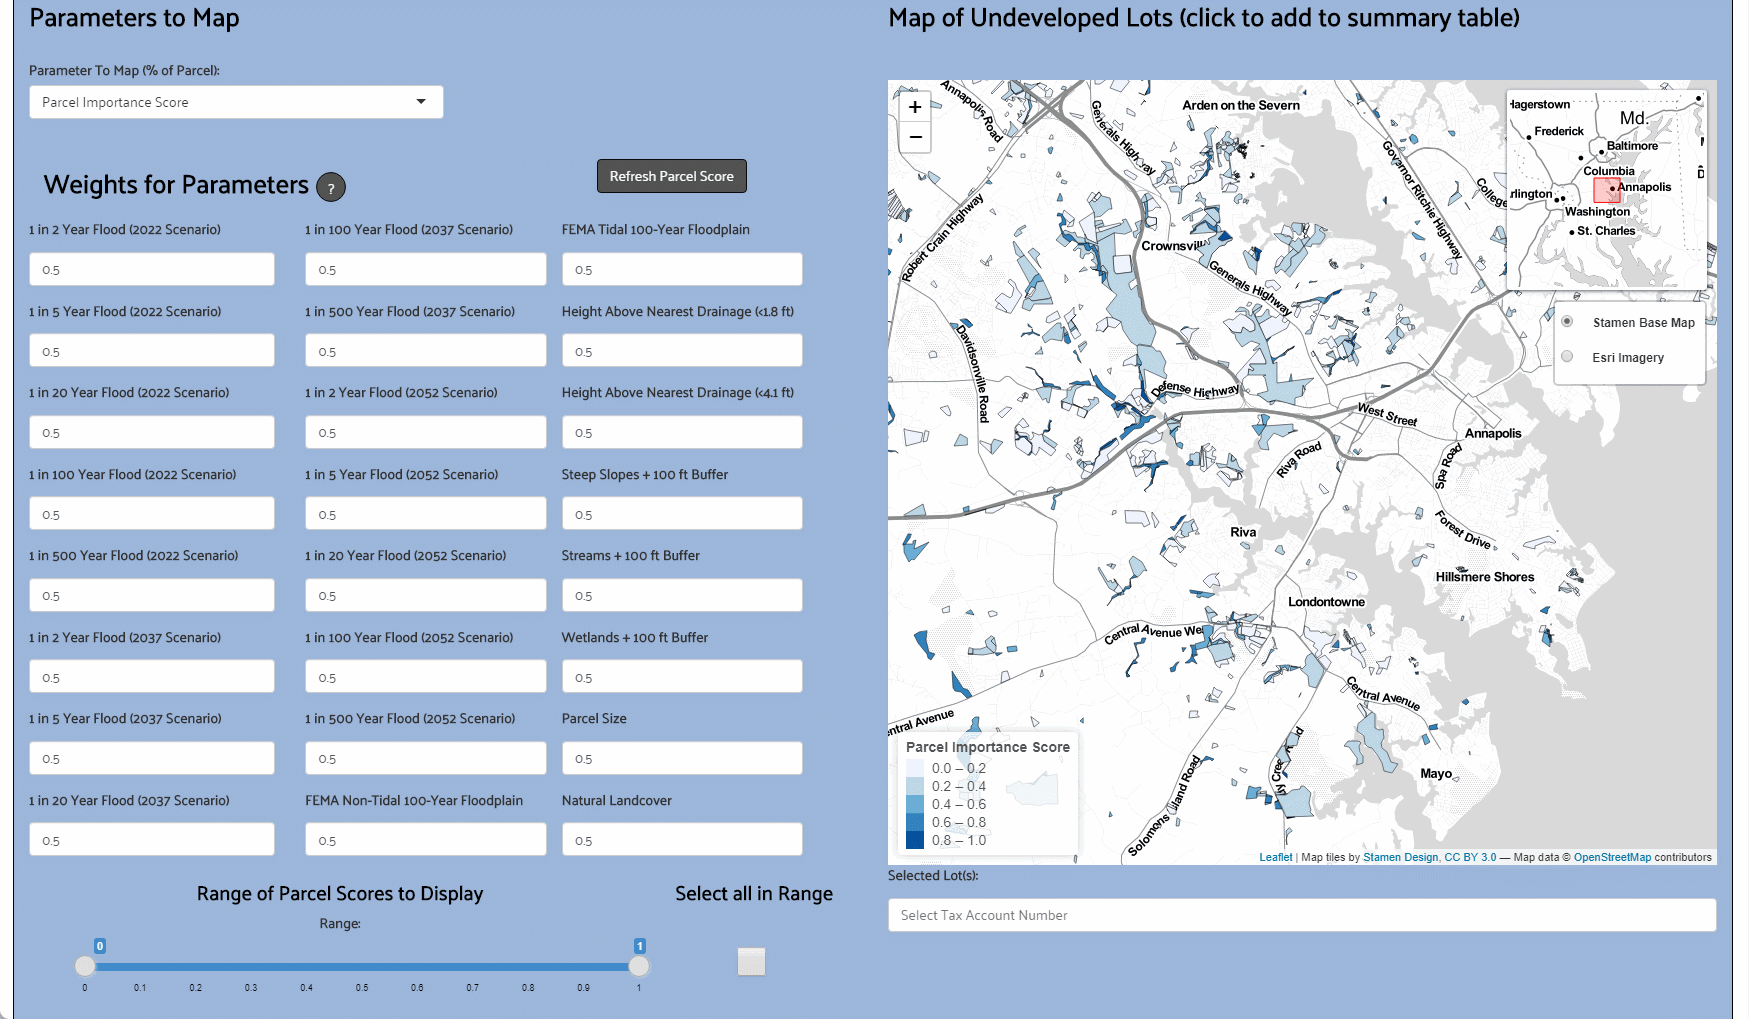 Parameters to Map
Parameter To Map (% of Parcel):
Parcel Importance Score
Weights for Parameters ?
Refresh Parcel Score
1 in 2 Year Flood (2022 Scenario)
0.5
1 in 5 Year Flood (2022 Scenario)
0.5
1 in 20 Year Flood (2022 Scenario)
0.5
1 in 100 Year Flood (2022 Scenario)
0.5
1 in 500 Year Flood (2022 Scenario)
0.5
1 in 2 Year Flood (2037 Scenario)
0.5
1 in 5 Year Flood (2037 Scenario)
0.5
1 in 20 Year Flood (2037 Scenario)
0.5
1 in 100 Year Flood (2037 Scenario)
0.5
1 in 500 Year Flood (2037 Scenario)
0.5
1 in 2 Year Flood (2052 Scenario)
0.5
1 in 5 Year Flood (2052 Scenario)
0.5
1 in 20 Year Flood (2052 Scenario)
0.5
1 in 100 Year Flood (2052 Scenario)
0.5
1 in 500 Year Flood (2052 Scenario)
0.5
FEMA Non-Tidal 100-Year Floodplain
0.5
FEMA Tidal 100-Year Floodplain
0.5
Height Above Nearest Drainage (<1.8 ft)
0.5
Height Above Nearest Drainage (<4.1 ft)
0.5
Steep Slopes + 100 ft Buffer
0.5
Streams + 100 ft Buffer
0.5
Wetlands + 100 ft Buffer
0.5
Parcel Size
0.5
Natural Landcover
0.5
Range of Parcel Scores to Display
Range:
0
1
0 0.1 0.2 0.3 0.4 0.5 0.6 0.7 0.8 0.9 1
Select all in Range
Map of Undeveloped Lots (click to add to summary table)
+
−
Annapolis Road
Generals Highway
Arden on the Severn
Governor Ritchie Highway
College
Robert Crain Highway
Crownsvill
Generals Highway
Davidsonville Road
Defense Highway
West Street
Annapolis
Riva Road
Spa Road
Forest Drive
Riva
Hillsmere Shores
Londontowne
Central Avenue We
Central Avenue
entral Avenue
Mayo
Solomons Island Road
Hagerstown
Md.
Frederick
Baltimore
Columbia
Annapolis
rlington
Washington
St. Charles
Stamen Base Map
Esri Imagery
Parcel Importance Score
0.0 – 0.2
0.2 – 0.4
0.4 – 0.6
0.6 – 0.8
0.8 – 1.0
Leaflet | Map tiles by Stamen Design, CC BY 3.0 — Map data © OpenStreetMap contributors
Selected Lot(s):
Select Tax Account Number